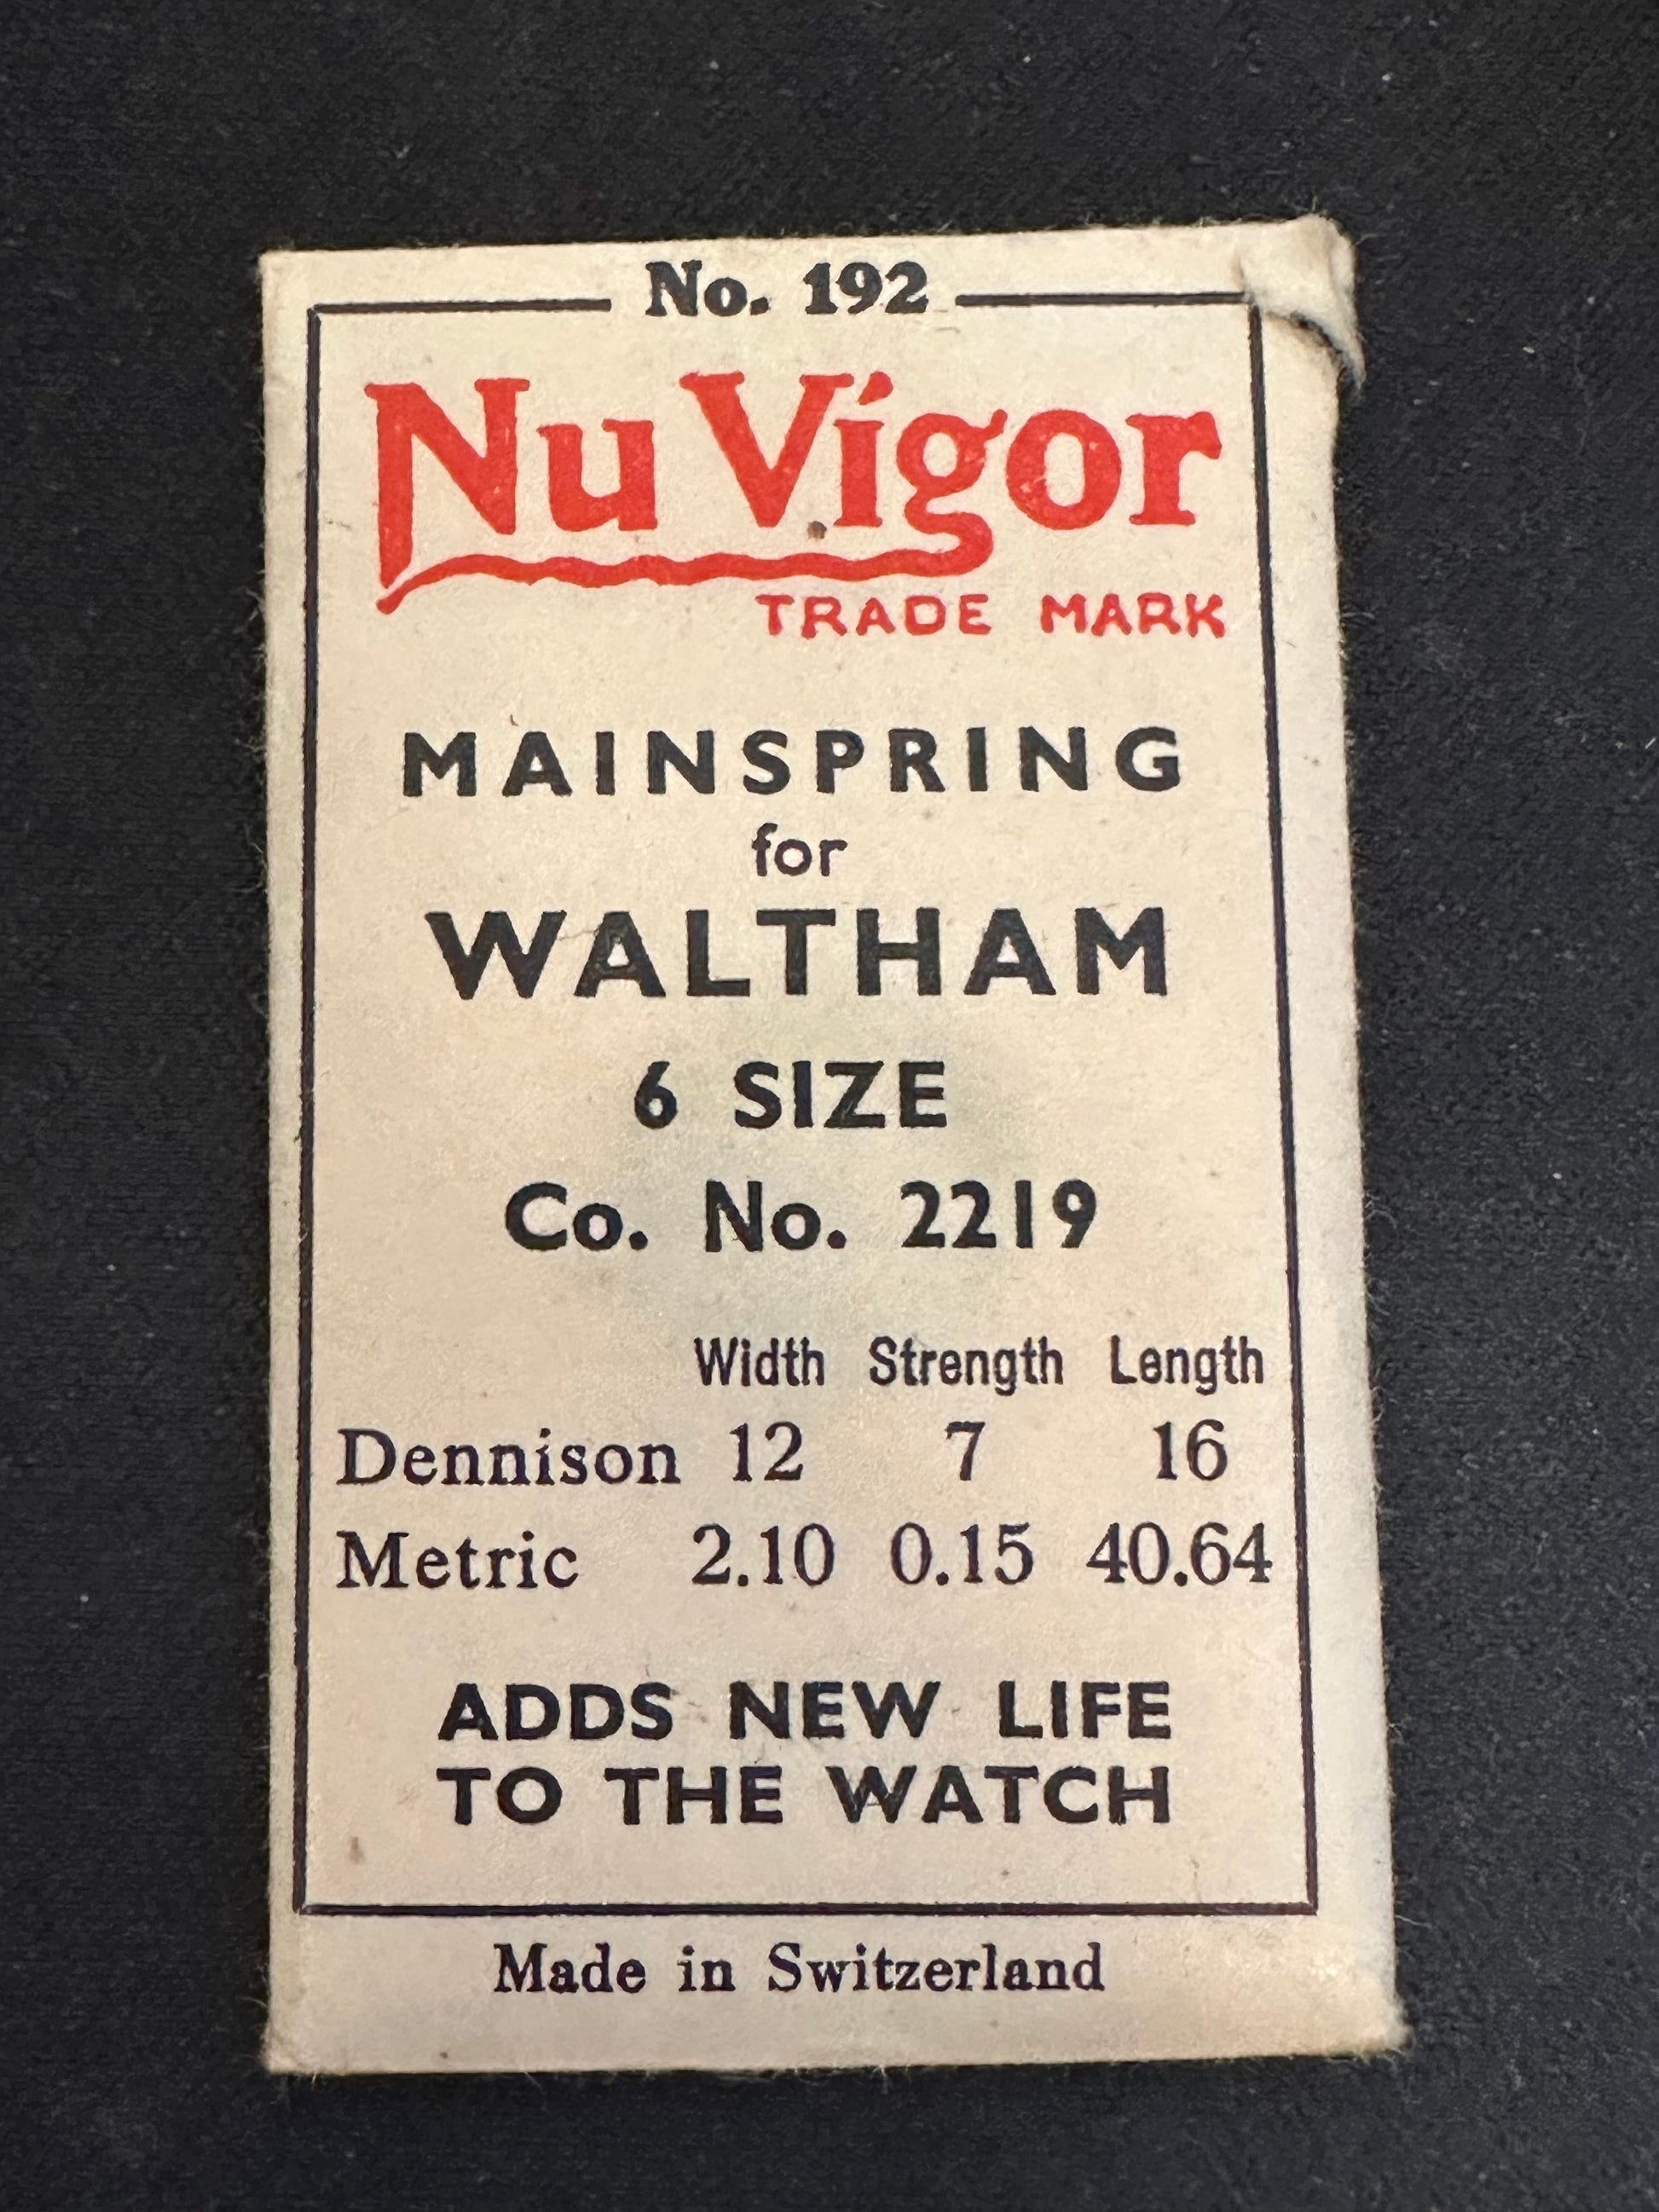 No. 192
Nu Vigor
TRADE MARK
MAINSPRING
for
WALTHAM
6 SIZE
Co. No. 2219
Width Strength Length
Dennison 12 7 16
Metric 2.10 0.15 40.64
ADDS NEW LIFE
TO THE WATCH
Made in Switzerland